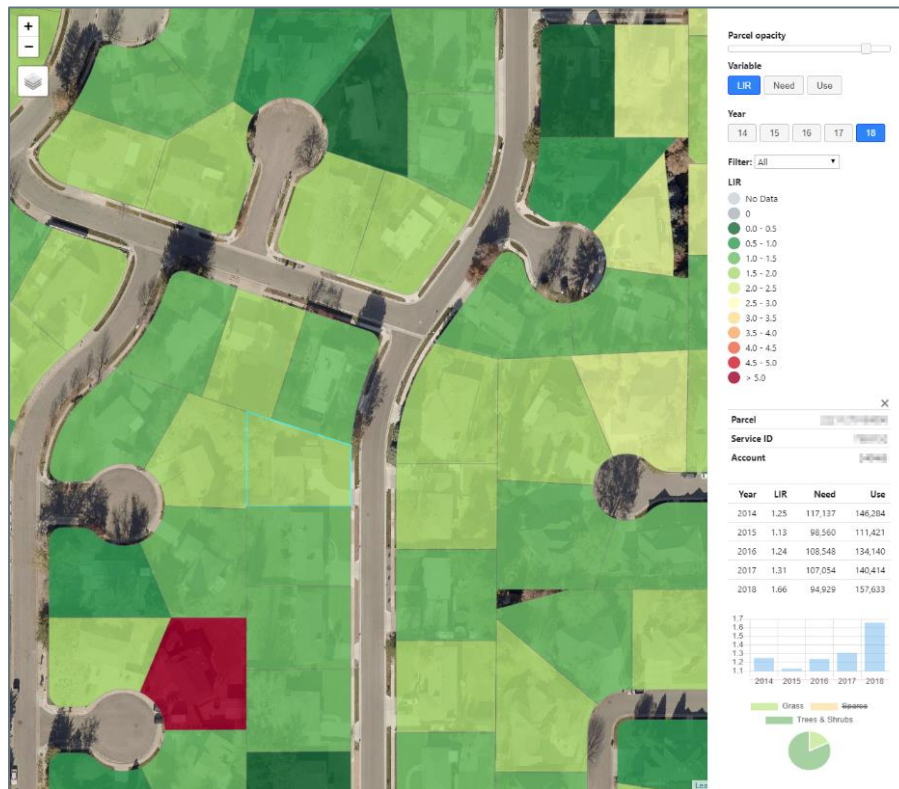 +
−
Parcel opacity
Variable
LIR Need Use
Year
14 15 16 17 18
Filter: All
LIR
No Data
0
0.0 - 0.5
0.5 - 1.0
1.0 - 1.5
1.5 - 2.0
2.0 - 2.5
2.5 - 3.0
3.0 - 3.5
3.5 - 4.0
4.0 - 4.5
4.5 - 5.0
> 5.0
×
Parcel
Service ID
Account
Year LIR Need Use
2014 1.25 117,137 146,284
2015 1.13 98,560 111,421
2016 1.24 108,548 134,140
2017 1.31 107,054 140,414
2018 1.66 94,929 157,633
1.7
1.6
1.5
1.4
1.3
1.2
1.1
2014 2015 2016 2017 2018
Grass Sparse
Trees & Shrubs